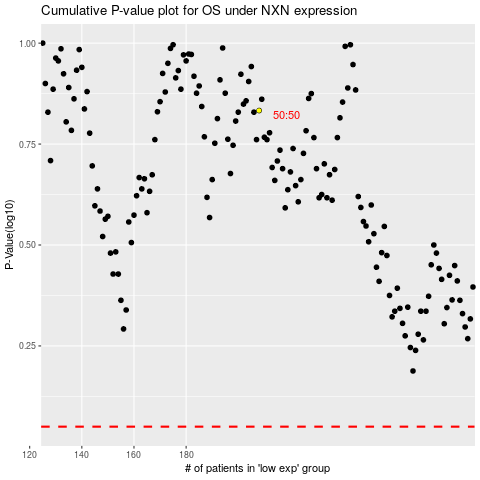 Cumulative P-value plot for OS under NXN expression
P-Value(log10)
1.00
0.75
0.50
0.25
50:50
120 140 160 180
# of patients in 'low exp' group